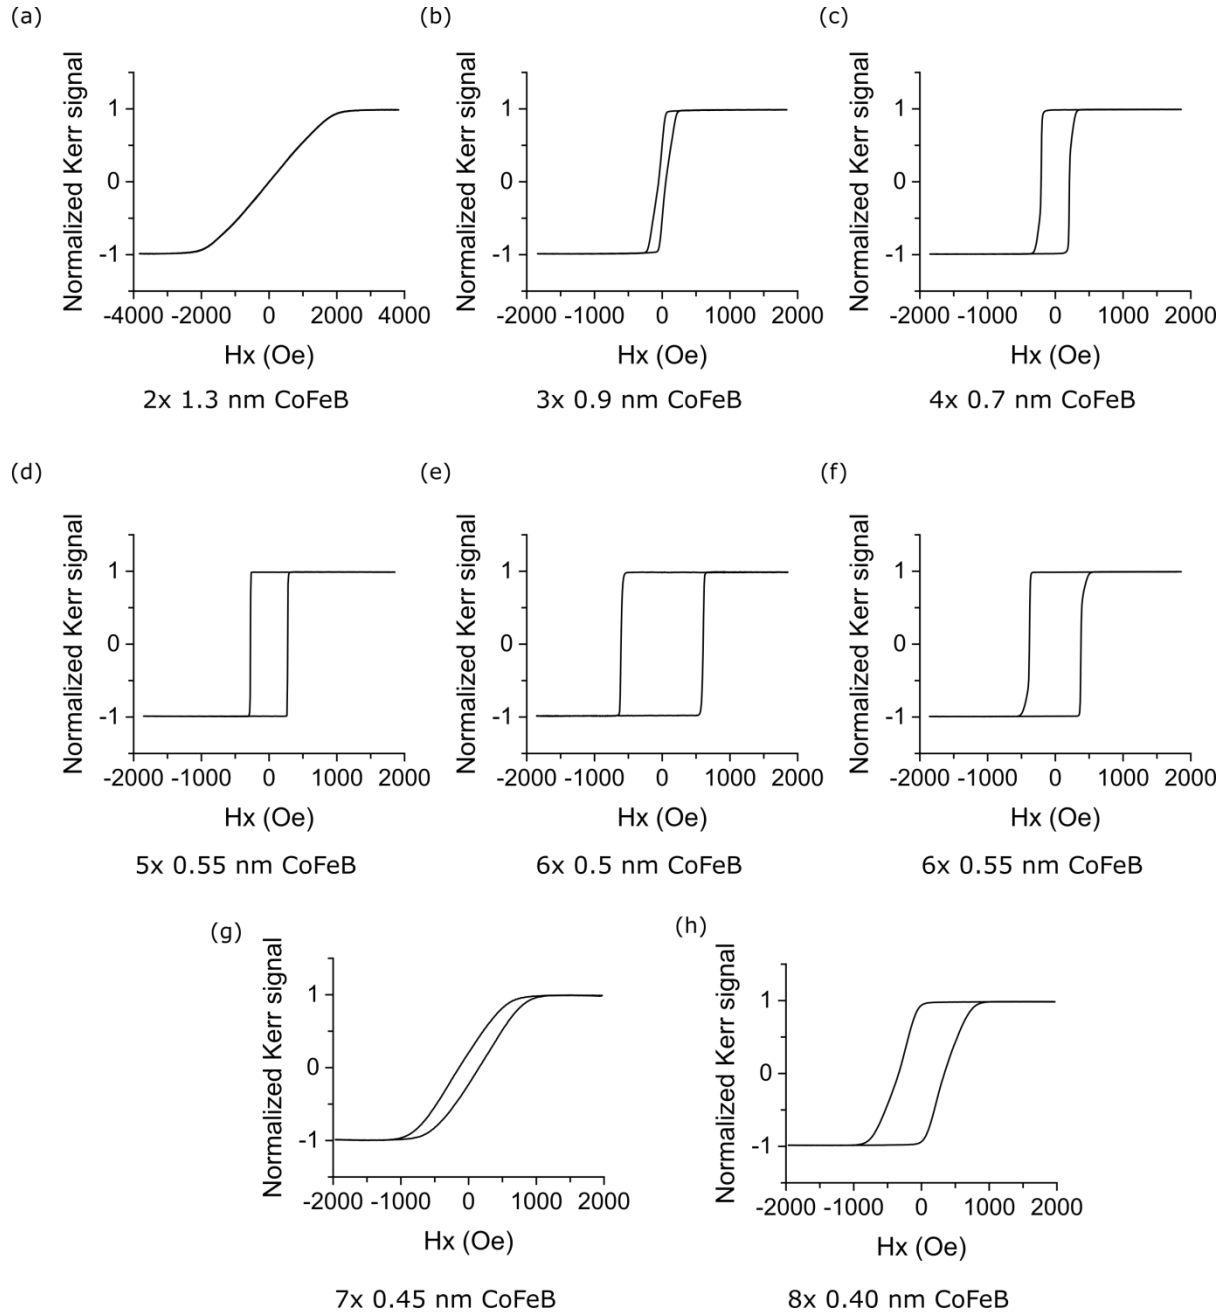 (a)
(b)
(c)
Normalized Kerr signal
1
0
-1
-4000 -2000 0 2000 4000
Hx (Oe)
2x 1.3 nm CoFeB
Normalized Kerr signal
1
0
-1
-2000 -1000 0 1000 2000
Hx (Oe)
3x 0.9 nm CoFeB
Normalized Kerr signal
1
0
-1
-2000 -1000 0 1000 2000
Hx (Oe)
4x 0.7 nm CoFeB
(d)
(e)
(f)
Normalized Kerr signal
1
0
-1
-2000 -1000 0 1000 2000
Hx (Oe)
5x 0.55 nm CoFeB
Normalized Kerr signal
1
0
-1
-2000 -1000 0 1000 2000
Hx (Oe)
6x 0.5 nm CoFeB
Normalized Kerr signal
1
0
-1
-2000 -1000 0 1000 2000
Hx (Oe)
6x 0.55 nm CoFeB
(g)
(h)
Normalized Kerr signal
1
0
-1
-2000 -1000 0 1000 2000
Hx (Oe)
7x 0.45 nm CoFeB
Normalized Kerr signal
1
0
-1
-2000 -1000 0 1000 2000
Hx (Oe)
8x 0.40 nm CoFeB